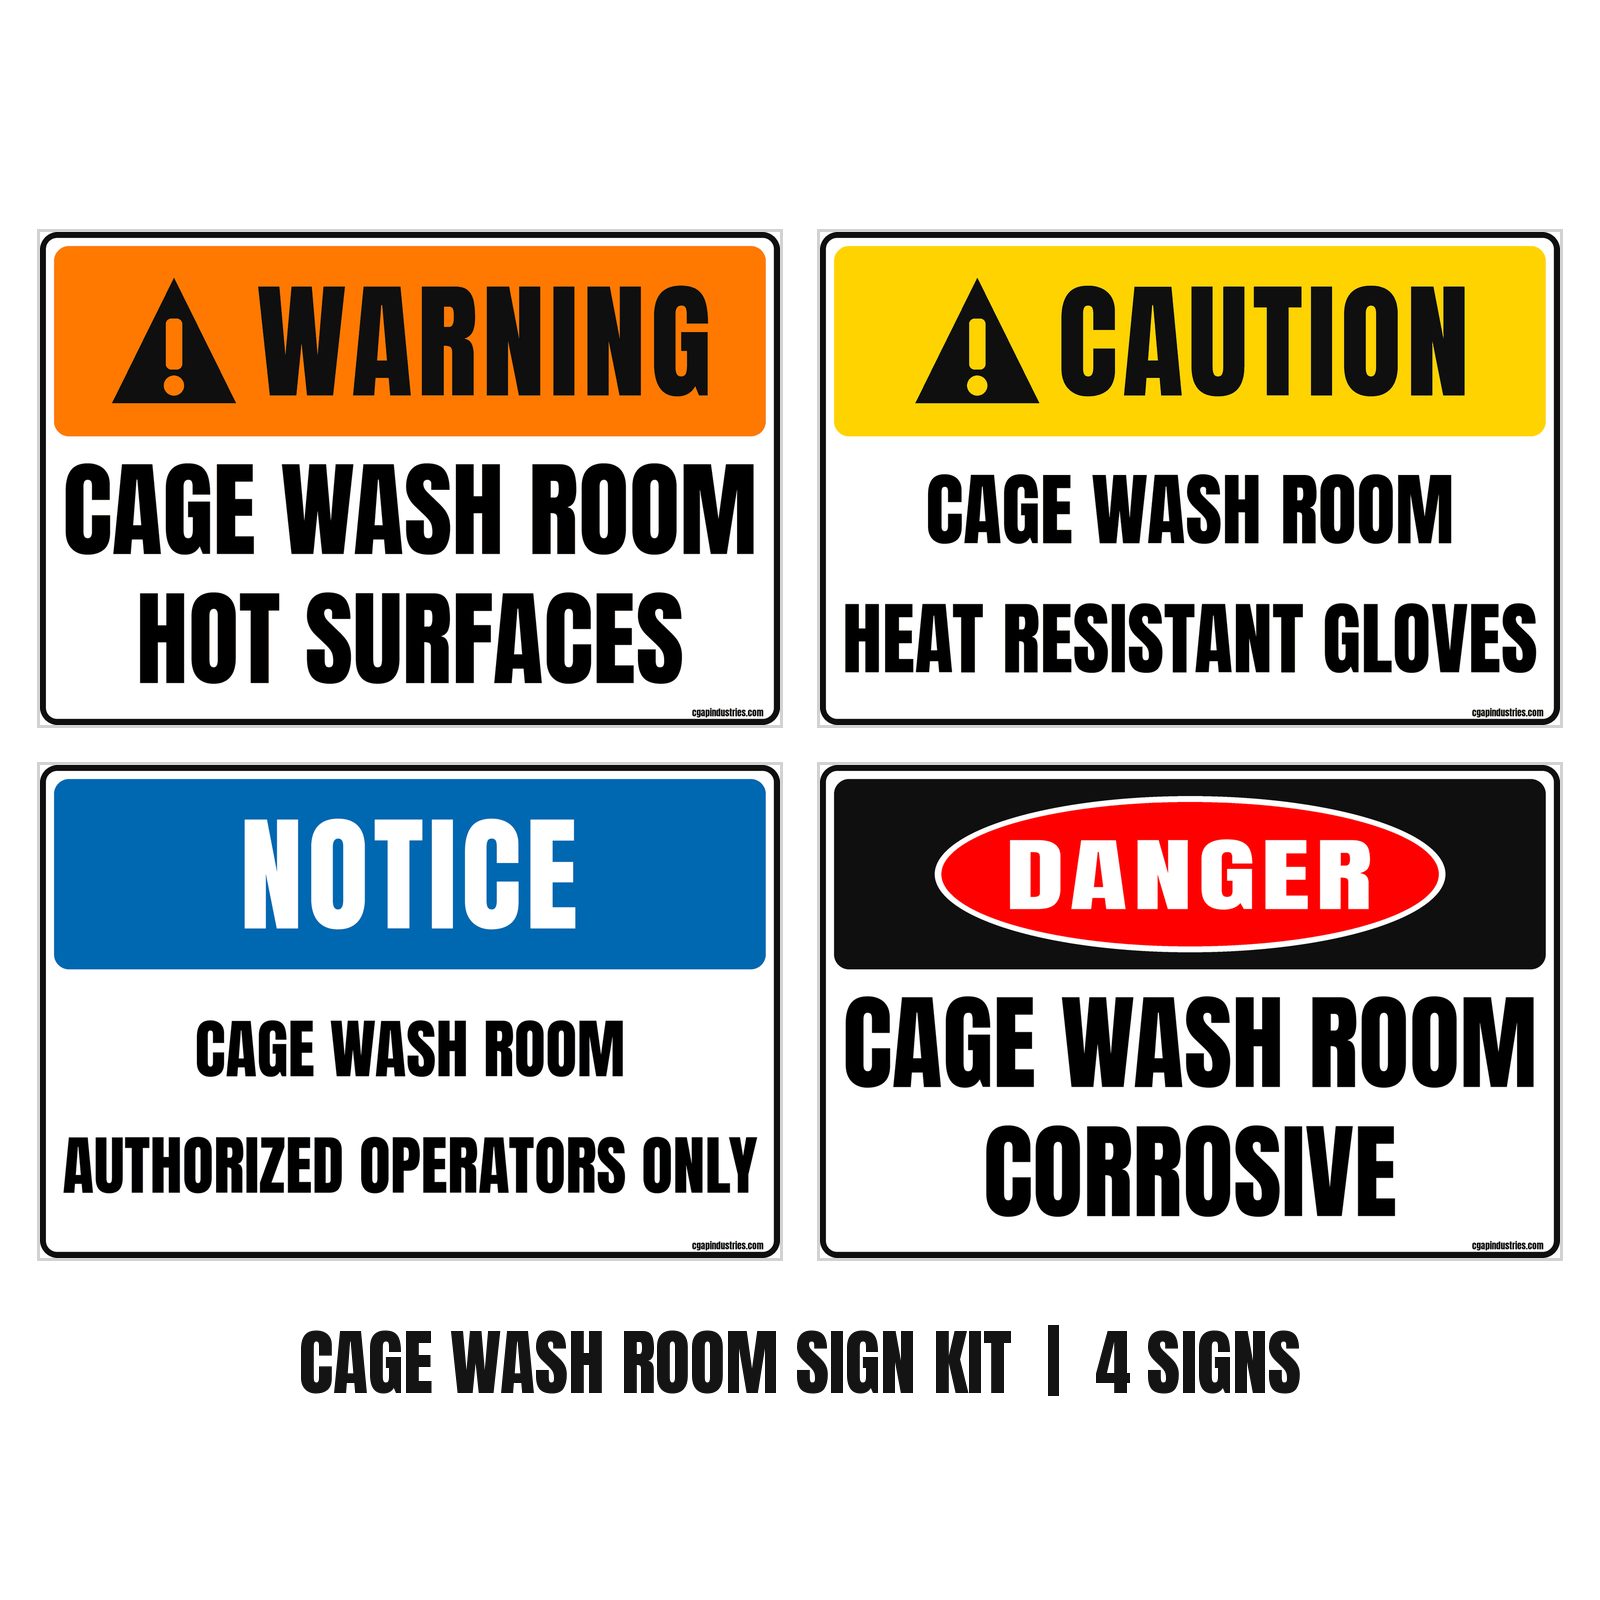 WARNING
CAGE WASH ROOM
HOT SURFACES
cgapindustries.com
CAUTION
CAGE WASH ROOM
HEAT RESISTANT GLOVES
cgapindustries.com
NOTICE
CAGE WASH ROOM
AUTHORIZED OPERATORS ONLY
cgapindustries.com
DANGER
CAGE WASH ROOM
CORROSIVE
cgapindustries.com
CAGE WASH ROOM SIGN KIT | 4 SIGNS